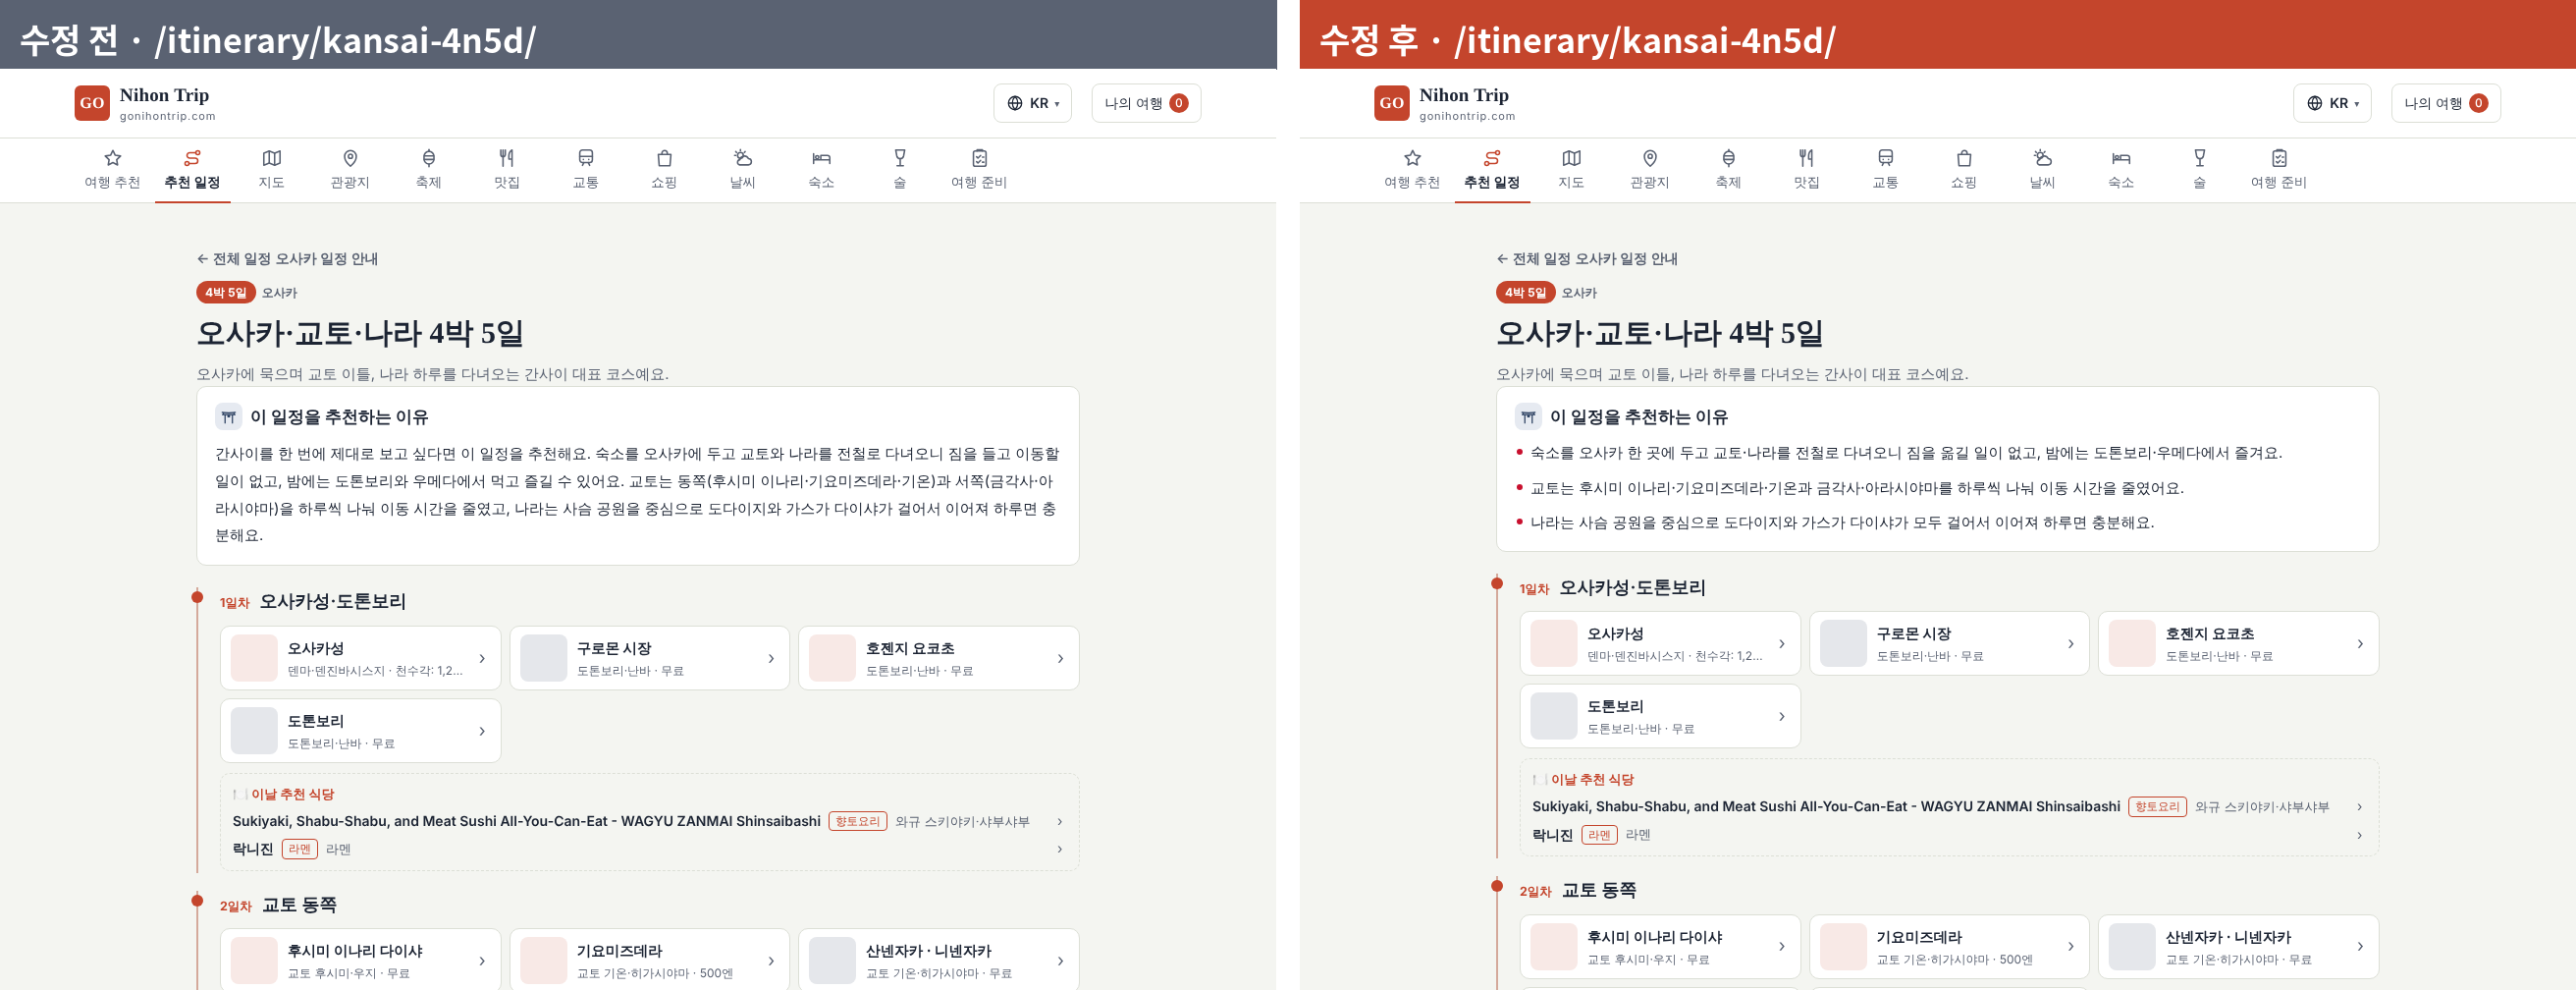 수정 전 · /itinerary/kansai-4n5d/
GO Nihon Trip
gonihontrip.com
KR ▾
나의 여행 0
여행 추천 추천 일정 지도 관광지 축제 맛집 교통 쇼핑 날씨 숙소 술 여행 준비
← 전체 일정 오사카 일정 안내
4박 5일 오사카
오사카·교토·나라 4박 5일
오사카에 묵으며 교토 이틀, 나라 하루를 다녀오는 간사이 대표 코스예요.
이 일정을 추천하는 이유
간사이를 한 번에 제대로 보고 싶다면 이 일정을 추천해요. 숙소를 오사카에 두고 교토와 나라를 전철로 다녀오니 짐을 들고 이동할
일이 없고, 밤에는 도톤보리와 우메다에서 먹고 즐길 수 있어요. 교토는 동쪽(후시미 이나리·기요미즈데라·기온)과 서쪽(금각사·아
라시야마)을 하루씩 나눠 이동 시간을 줄였고, 나라는 사슴 공원을 중심으로 도다이지와 가스가 다이샤가 걸어서 이어져 하루면 충
분해요.
1일차 오사카성·도톤보리
오사카성
덴마·덴진바시스지 · 천수각: 1,2...
구로몬 시장
도톤보리·난바 · 무료
호젠지 요코초
도톤보리·난바 · 무료
도톤보리
도톤보리·난바 · 무료
이날 추천 식당
Sukiyaki, Shabu-Shabu, and Meat Sushi All-You-Can-Eat - WAGYU ZANMAI Shinsaibashi 향토요리 와규 스키야키·샤부샤부
락니진 라멘 라멘
2일차 교토 동쪽
후시미 이나리 다이샤
교토 후시미·우지 · 무료
기요미즈데라
교토 기온·히가시야마 · 500엔
산넨자카 · 니넨자카
교토 기온·히가시야마 · 무료
수정 후 · /itinerary/kansai-4n5d/
GO Nihon Trip
gonihontrip.com
KR ▾
나의 여행 0
여행 추천 추천 일정 지도 관광지 축제 맛집 교통 쇼핑 날씨 숙소 술 여행 준비
← 전체 일정 오사카 일정 안내
4박 5일 오사카
오사카·교토·나라 4박 5일
오사카에 묵으며 교토 이틀, 나라 하루를 다녀오는 간사이 대표 코스예요.
이 일정을 추천하는 이유
• 숙소를 오사카 한 곳에 두고 교토·나라를 전철로 다녀오니 짐을 옮길 일이 없고, 밤에는 도톤보리·우메다에서 즐겨요.
• 교토는 후시미 이나리·기요미즈데라·기온과 금각사·아라시야마를 하루씩 나눠 이동 시간을 줄였어요.
• 나라는 사슴 공원을 중심으로 도다이지와 가스가 다이샤가 모두 걸어서 이어져 하루면 충분해요.
1일차 오사카성·도톤보리
오사카성
덴마·덴진바시스지 · 천수각: 1,2...
구로몬 시장
도톤보리·난바 · 무료
호젠지 요코초
도톤보리·난바 · 무료
도톤보리
도톤보리·난바 · 무료
이날 추천 식당
Sukiyaki, Shabu-Shabu, and Meat Sushi All-You-Can-Eat - WAGYU ZANMAI Shinsaibashi 향토요리 와규 스키야키·샤부샤부
락니진 라멘 라멘
2일차 교토 동쪽
후시미 이나리 다이샤
교토 후시미·우지 · 무료
기요미즈데라
교토 기온·히가시야마 · 500엔
산넨자카 · 니넨자카
교토 기온·히가시야마 · 무료